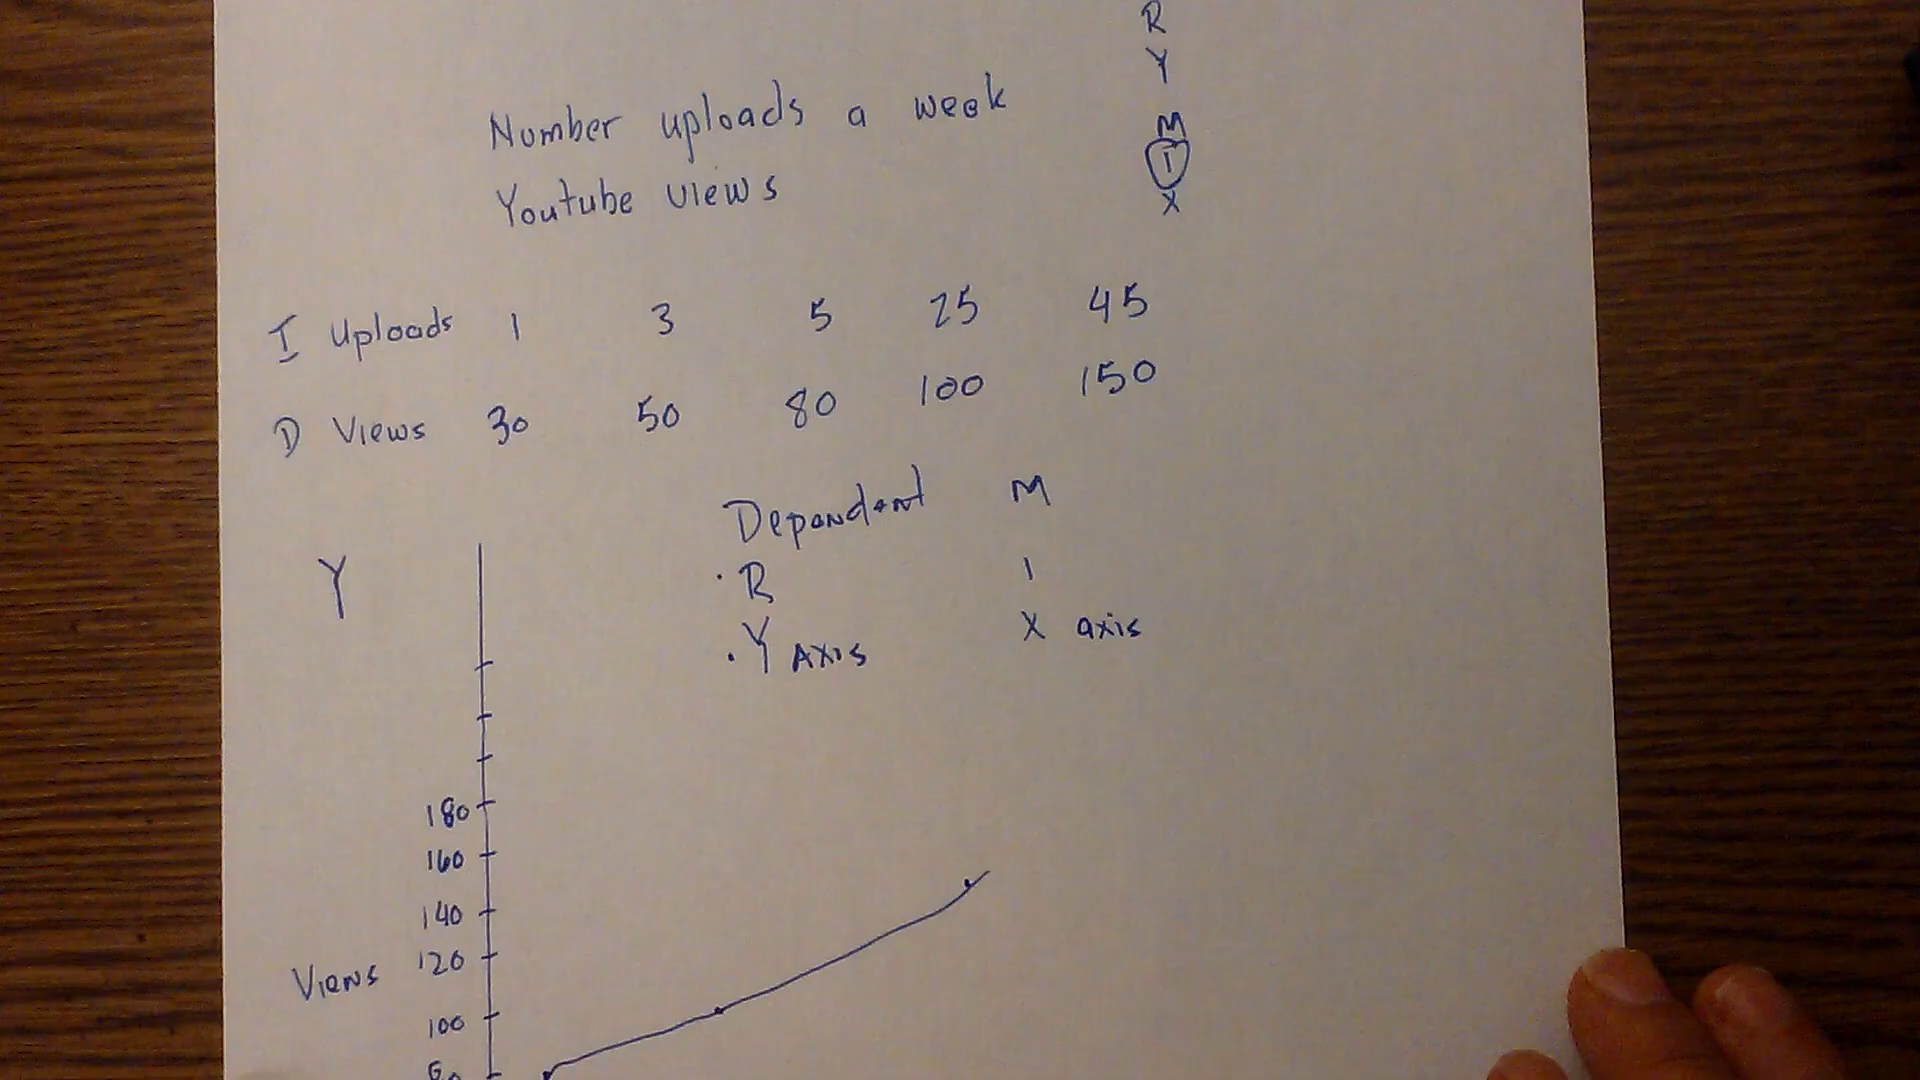 R
Y
M
I
X
Number uploads a week
Youtube views
I Uploads 1 3 5 25 45
D Views 30 50 80 100 150
Dependent M
· R I
· Y AXIS X axis
Y
180
160
140
Views 120
100